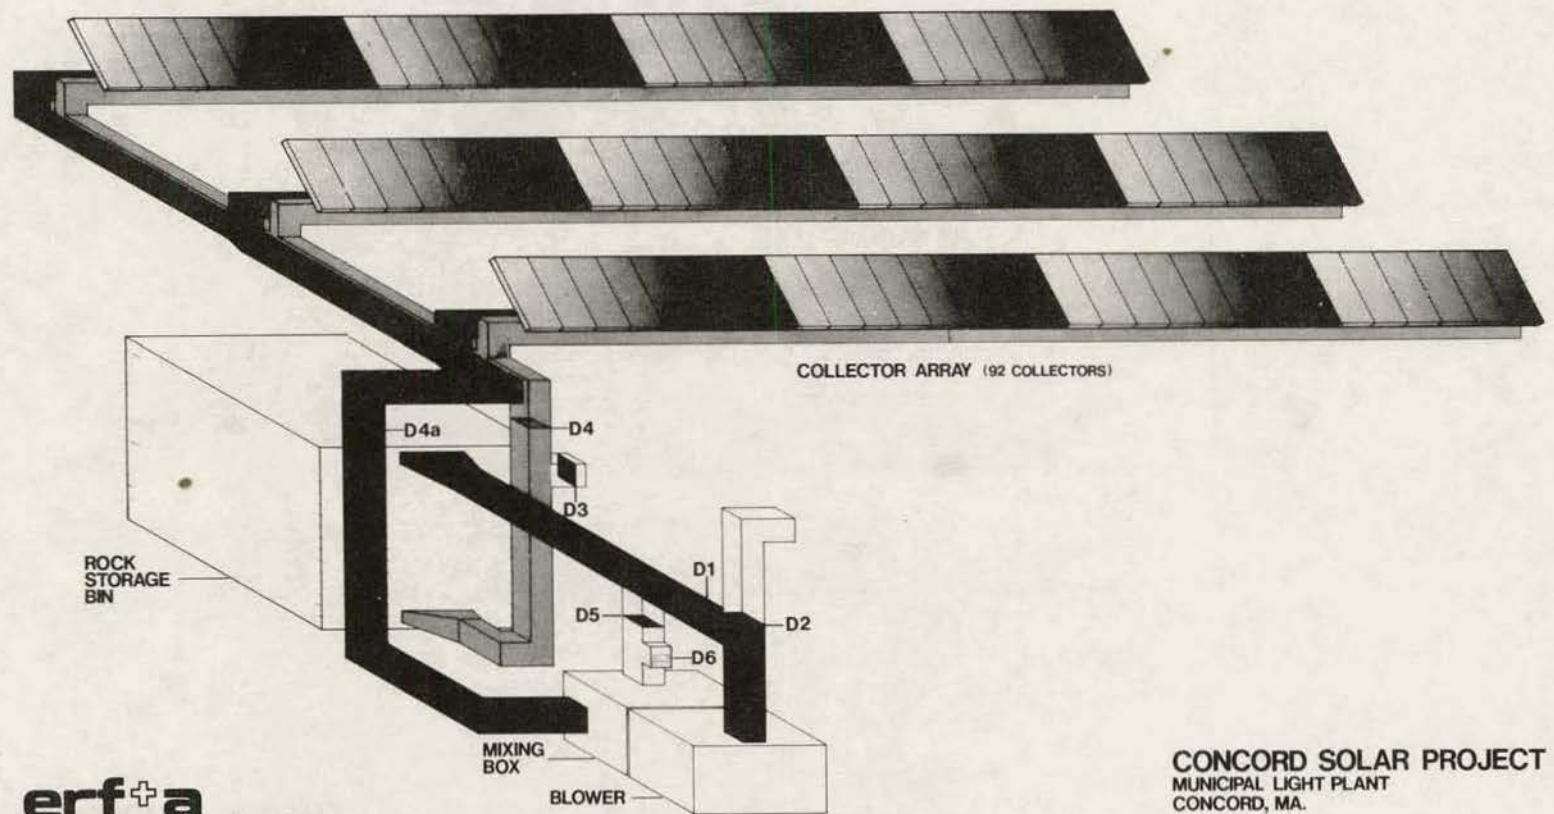 COLLECTOR ARRAY (92 COLLECTORS)
D4a
D4
D3
D1
ROCK
STORAGE
BIN
D5
D2
D6
MIXING
BOX
BLOWER
CONCORD SOLAR PROJECT
MUNICIPAL LIGHT PLANT
CONCORD, MA.
erf+a